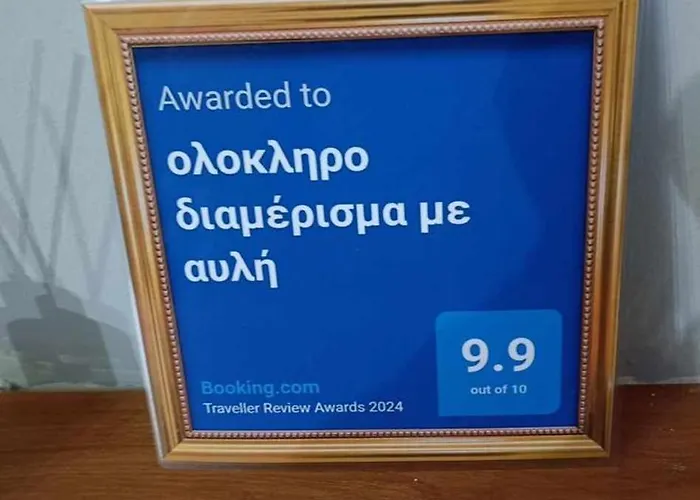 Awarded to
ολοκληρο
διαμέρισμα με
αυλή
9.9
out of 10
Booking.com
Traveller Review Awards 2024